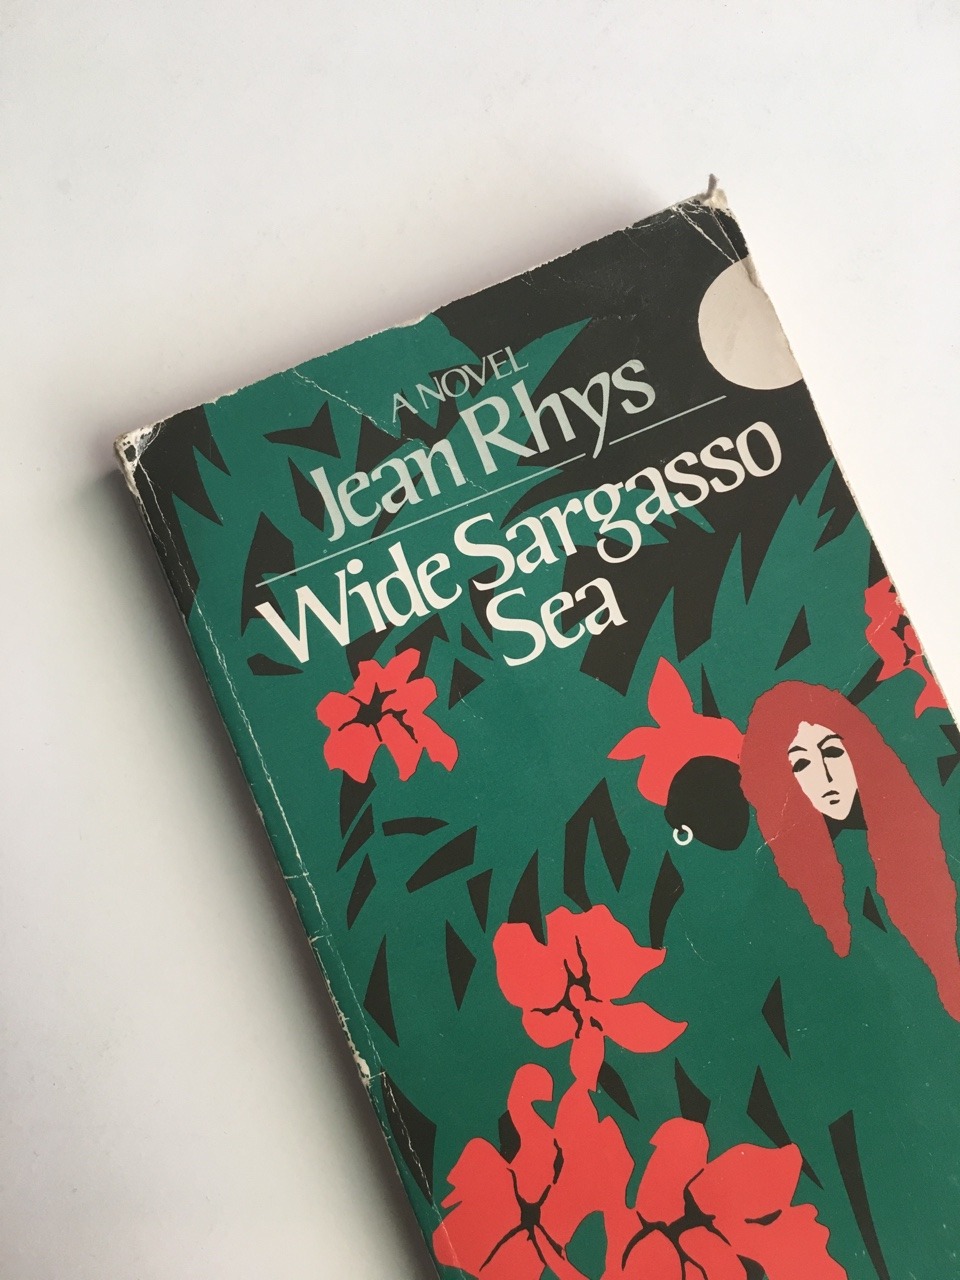 A NOVEL
Jean Rhys
Wide Sargasso
Sea